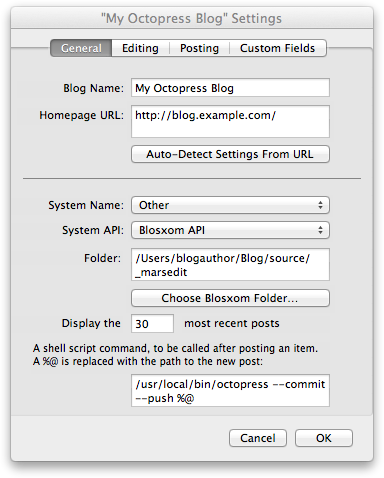 "My Octopress Blog" Settings
General Editing Posting Custom Fields
Blog Name: My Octopress Blog
Homepage URL: http://blog.example.com/
Auto-Detect Settings From URL
System Name: Other
System API: Blosxom API
Folder: /Users/blogauthor/Blog/source/
_marsedit
Choose Blosxom Folder...
Display the 30 most recent posts
A shell script command, to be called after posting an item.
A %@ is replaced with the path to the new post:
/usr/local/bin/octopress --commit
--push %@
Cancel OK